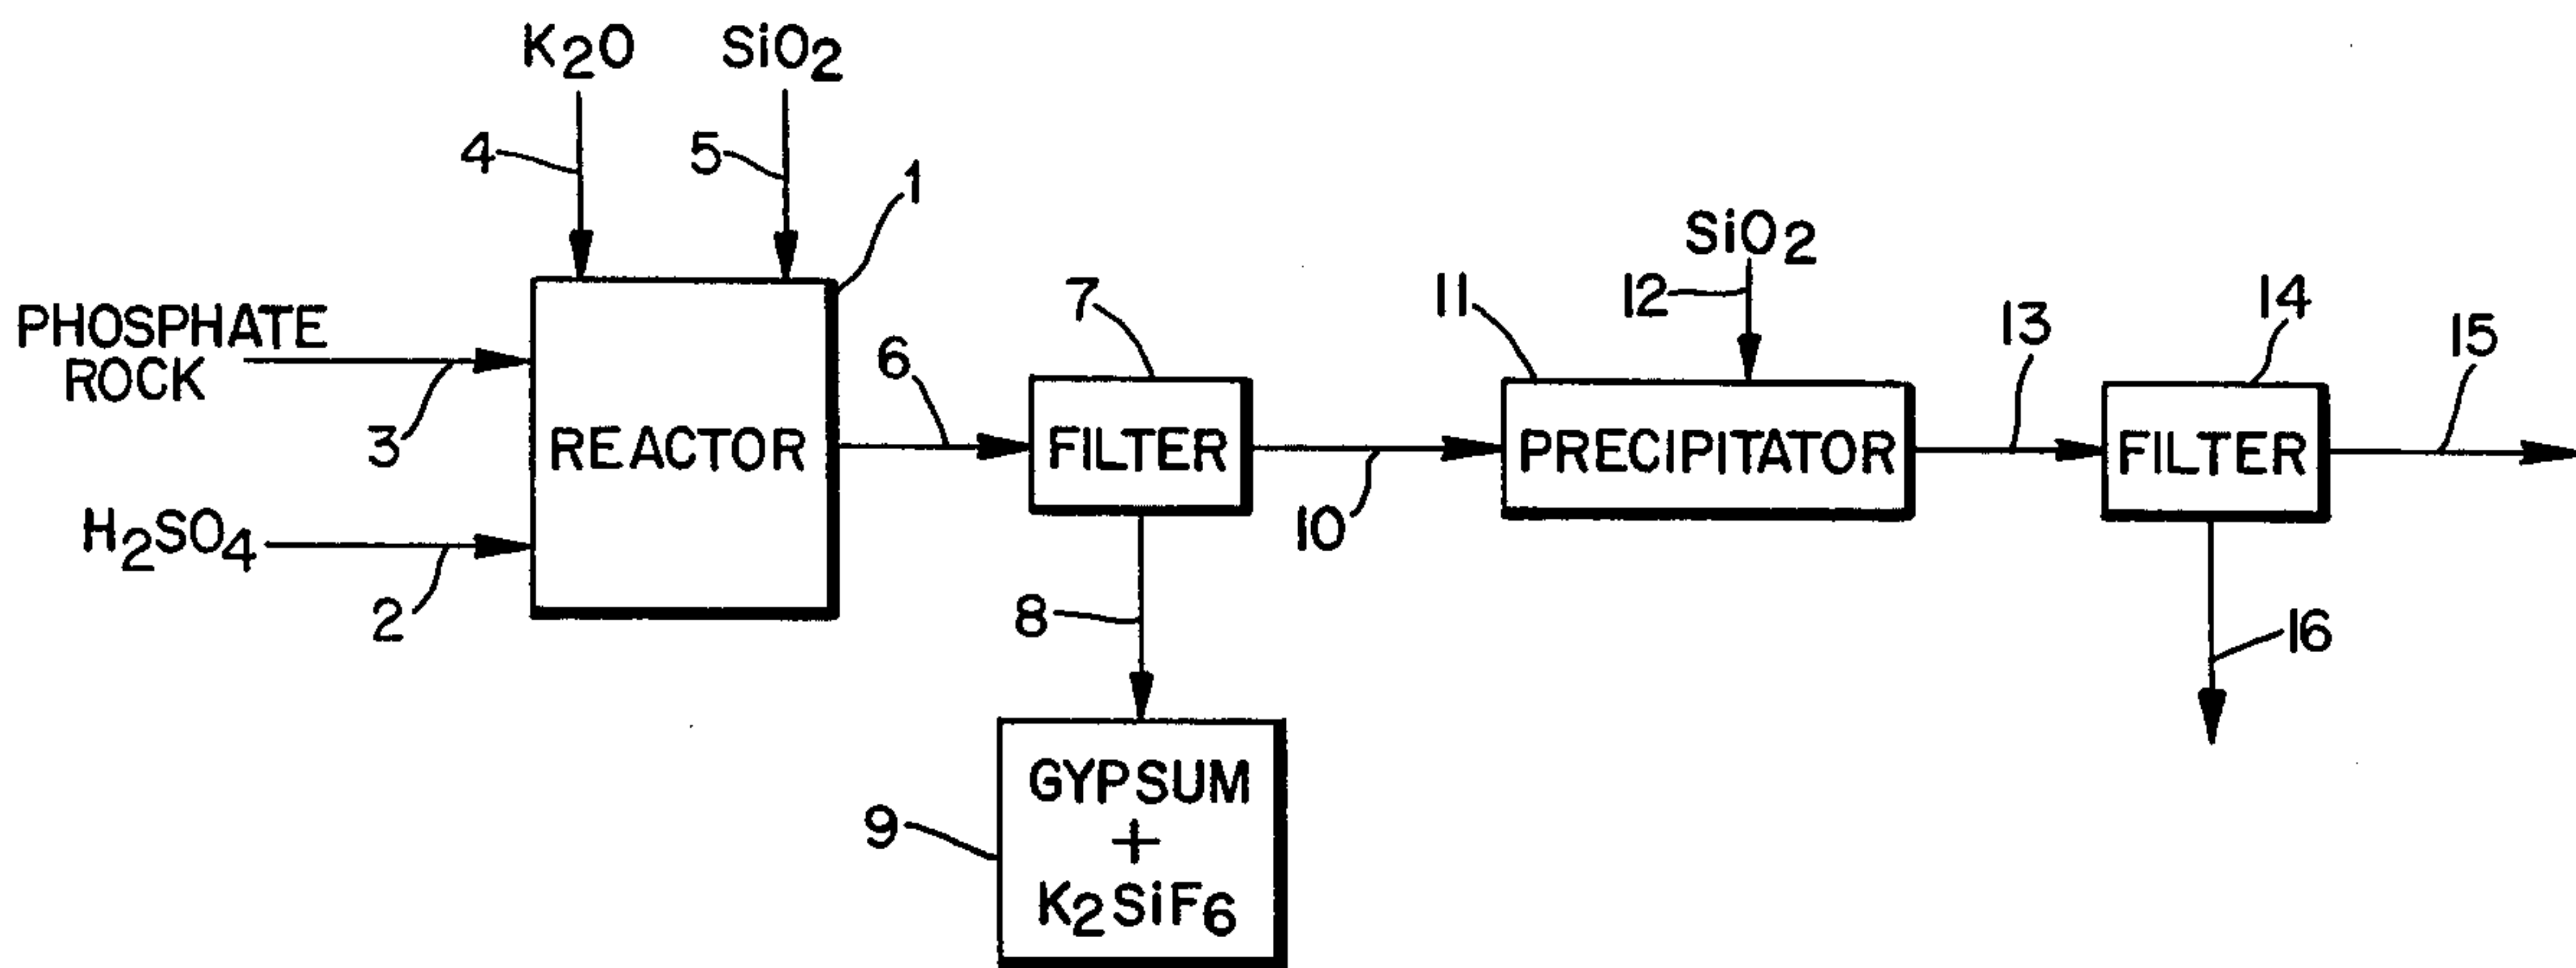 K2O
SiO2
4
5
1
PHOSPHATE
ROCK
3
H2SO4
2
REACTOR
6
7
FILTER
8
9
GYPSUM
+
K2SiF6
10
11
SiO2
12
PRECIPITATOR
13
14
FILTER
15
16